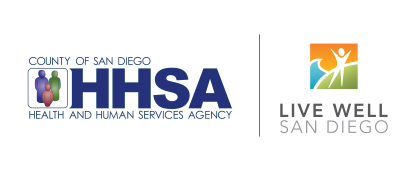 COUNTY OF SAN DIEGO
HHSA
HEALTH AND HUMAN SERVICES AGENCY
LIVE WELL
SAN DIEGO